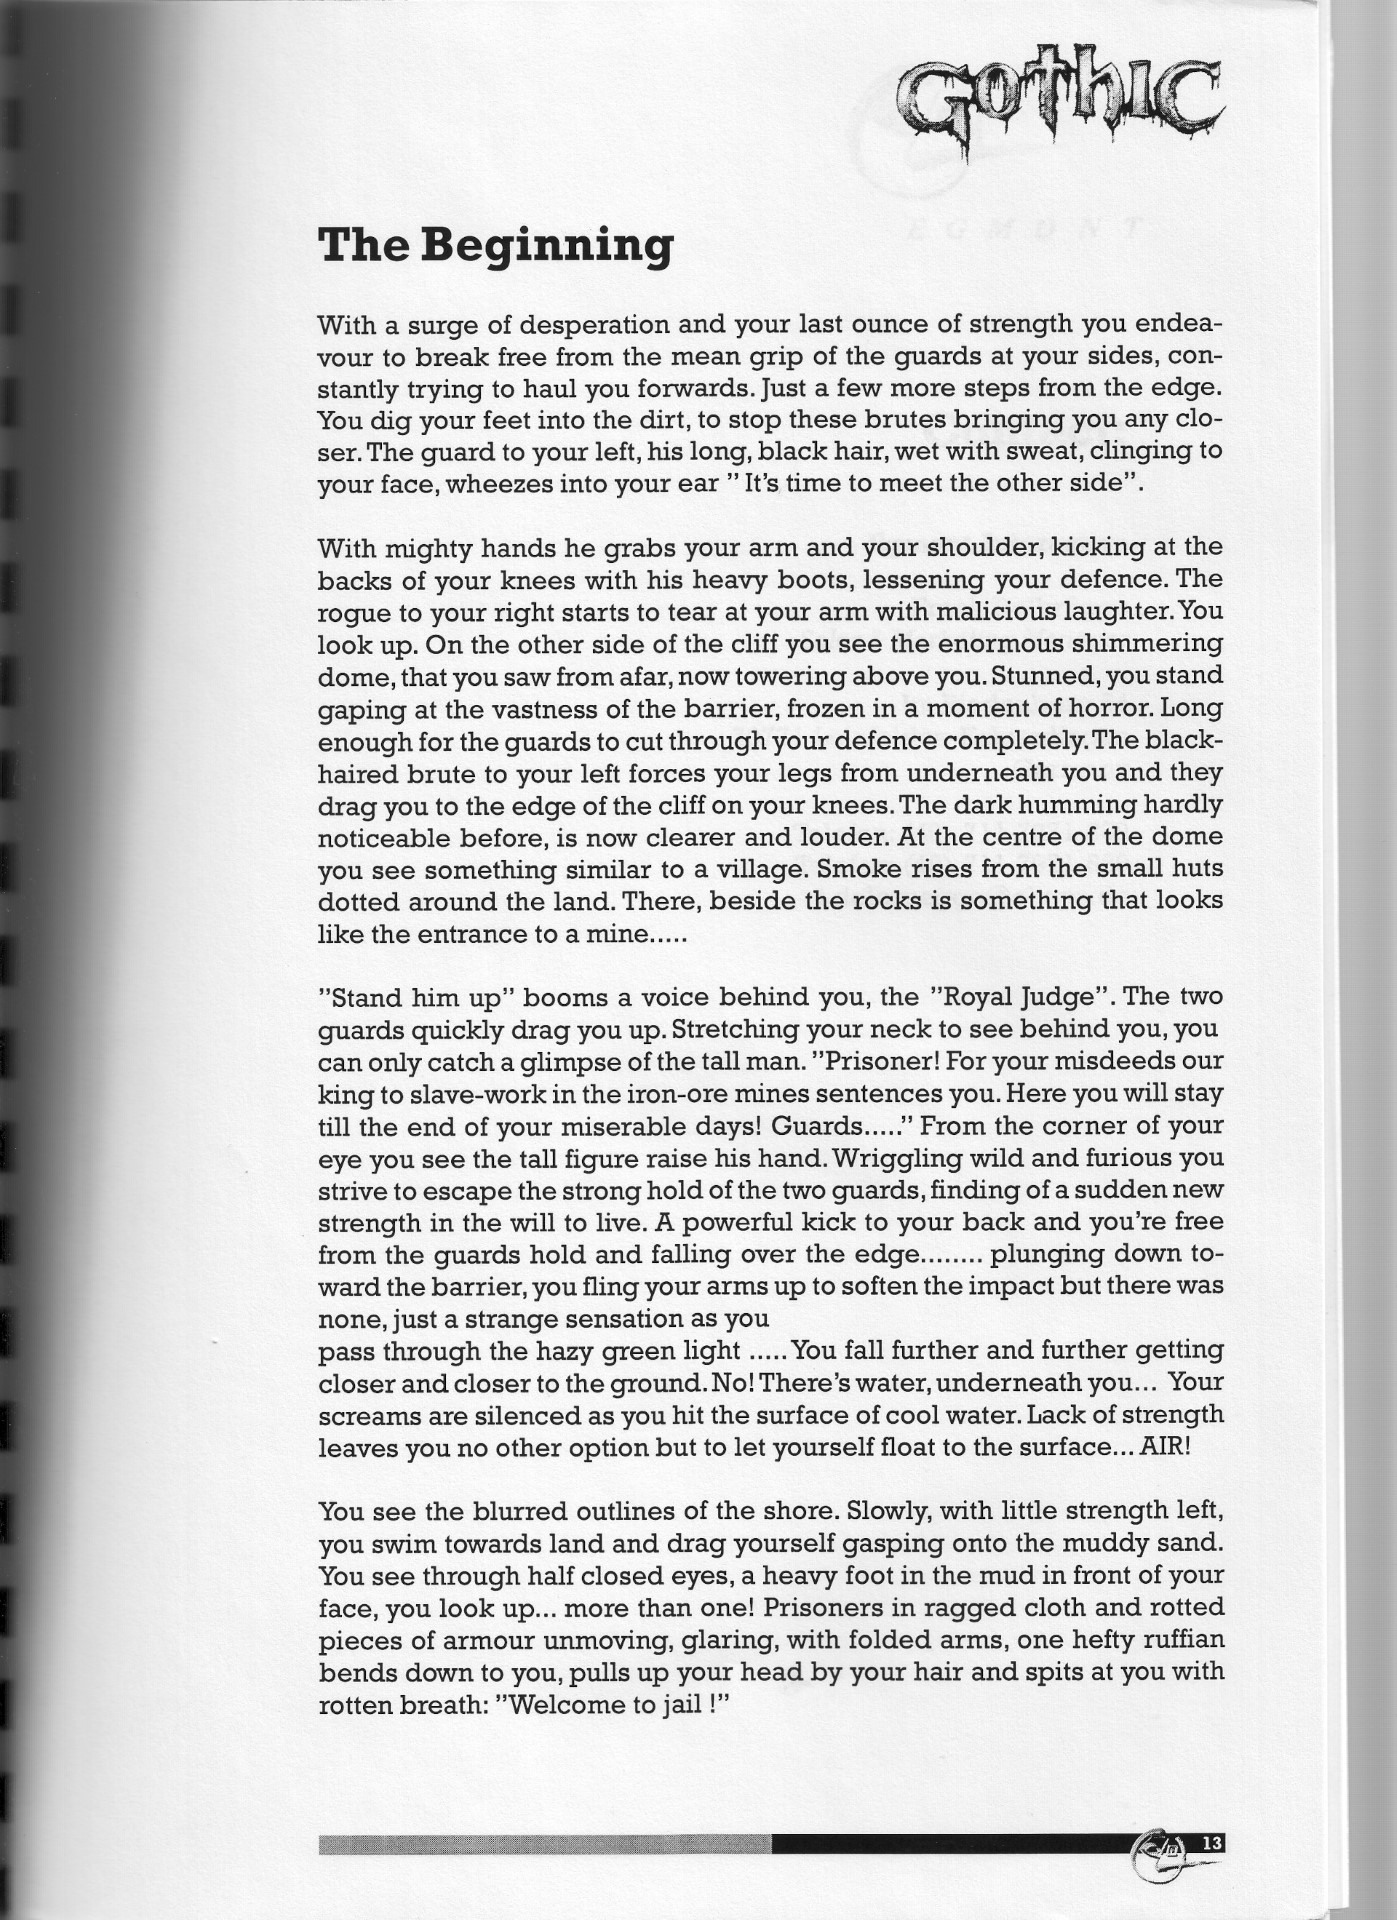 GOTHIC
EGMONT
The Beginning
With a surge of desperation and your last ounce of strength you endea-
vour to break free from the mean grip of the guards at your sides, con-
stantly trying to haul you forwards. Just a few more steps from the edge.
You dig your feet into the dirt, to stop these brutes bringing you any clo-
ser. The guard to your left, his long, black hair, wet with sweat, clinging to
your face, wheezes into your ear ” It’s time to meet the other side”.
With mighty hands he grabs your arm and your shoulder, kicking at the
backs of your knees with his heavy boots, lessening your defence. The
rogue to your right starts to tear at your arm with malicious laughter. You
look up. On the other side of the cliff you see the enormous shimmering
dome, that you saw from afar, now towering above you. Stunned, you stand
gaping at the vastness of the barrier, frozen in a moment of horror. Long
enough for the guards to cut through your defence completely. The black-
haired brute to your left forces your legs from underneath you and they
drag you to the edge of the cliff on your knees. The dark humming hardly
noticeable before, is now clearer and louder. At the centre of the dome
you see something similar to a village. Smoke rises from the small huts
dotted around the land. There, beside the rocks is something that looks
like the entrance to a mine.....
”Stand him up” booms a voice behind you, the ”Royal Judge”. The two
guards quickly drag you up. Stretching your neck to see behind you, you
can only catch a glimpse of the tall man. ”Prisoner! For your misdeeds our
king to slave-work in the iron-ore mines sentences you. Here you will stay
till the end of your miserable days! Guards.....” From the corner of your
eye you see the tall figure raise his hand. Wriggling wild and furious you
strive to escape the strong hold of the two guards, finding of a sudden new
strength in the will to live. A powerful kick to your back and you’re free
from the guards hold and falling over the edge........ plunging down to-
ward the barrier, you fling your arms up to soften the impact but there was
none, just a strange sensation as you
pass through the hazy green light ..... You fall further and further getting
closer and closer to the ground. No! There’s water, underneath you... Your
screams are silenced as you hit the surface of cool water. Lack of strength
leaves you no other option but to let yourself float to the surface... AIR!
You see the blurred outlines of the shore. Slowly, with little strength left,
you swim towards land and drag yourself gasping onto the muddy sand.
You see through half closed eyes, a heavy foot in the mud in front of your
face, you look up... more than one! Prisoners in ragged cloth and rotted
pieces of armour unmoving, glaring, with folded arms, one hefty ruffian
bends down to you, pulls up your head by your hair and spits at you with
rotten breath: ”Welcome to jail !”
13